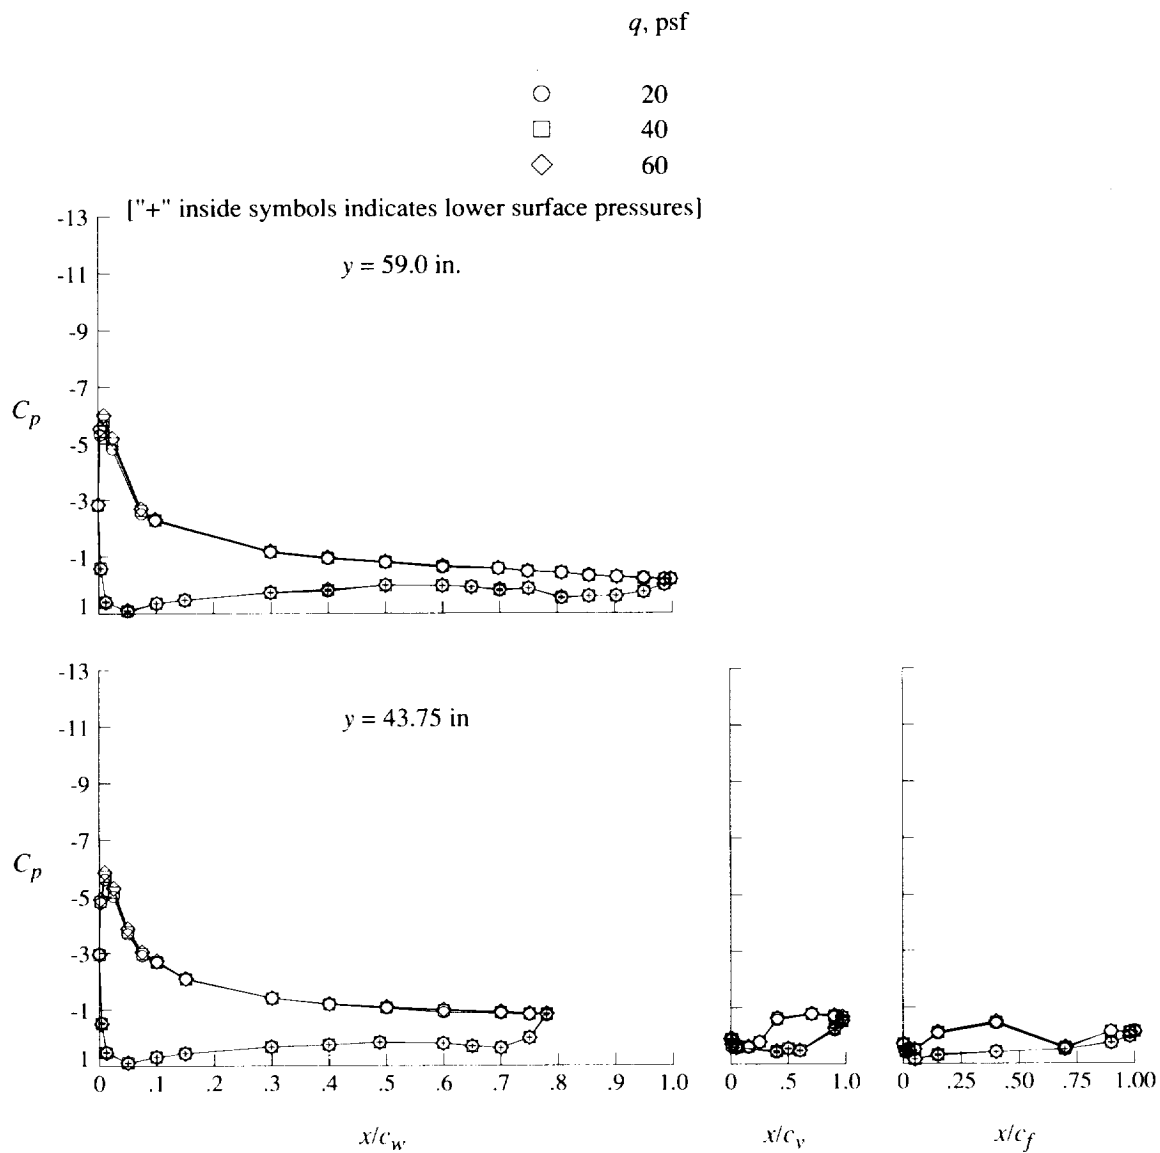 q, psf
20
40
60
["+" inside symbols indicates lower surface pressures]
y = 59.0 in.
-13
-11
-9
-7
-5
-3
-1
1
C_p
y = 43.75 in
-13
-11
-9
-7
-5
-3
-1
1
C_p
0 .1 .2 .3 .4 .5 .6 .7 .8 .9 1.0
0 .5 1.0
0 .25 .50 .75 1.00
x/c_w
x/c_v
x/c_f